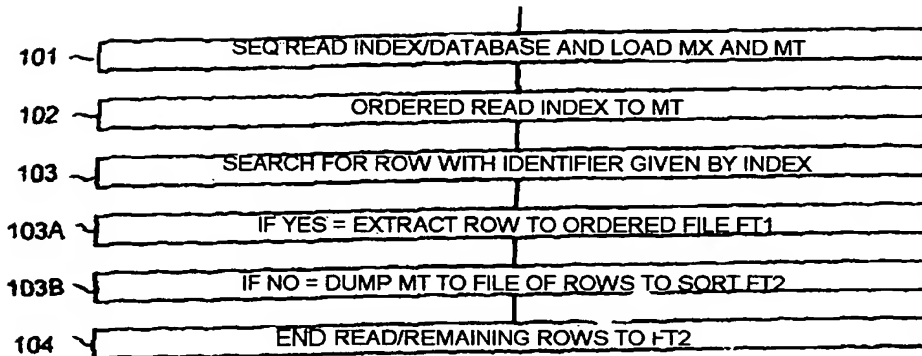 101 SEQ READ INDEX/DATABASE AND LOAD MX AND MT
102 ORDERED READ INDEX TO MT
103 SEARCH FOR ROW WITH IDENTIFIER GIVEN BY INDEX
103A IF YES = EXTRACT ROW TO ORDERED FILE FT1
103B IF NO = DUMP MT TO FILE OF ROWS TO SORT FT2
104 END READ/REMAINING ROWS TO FT2